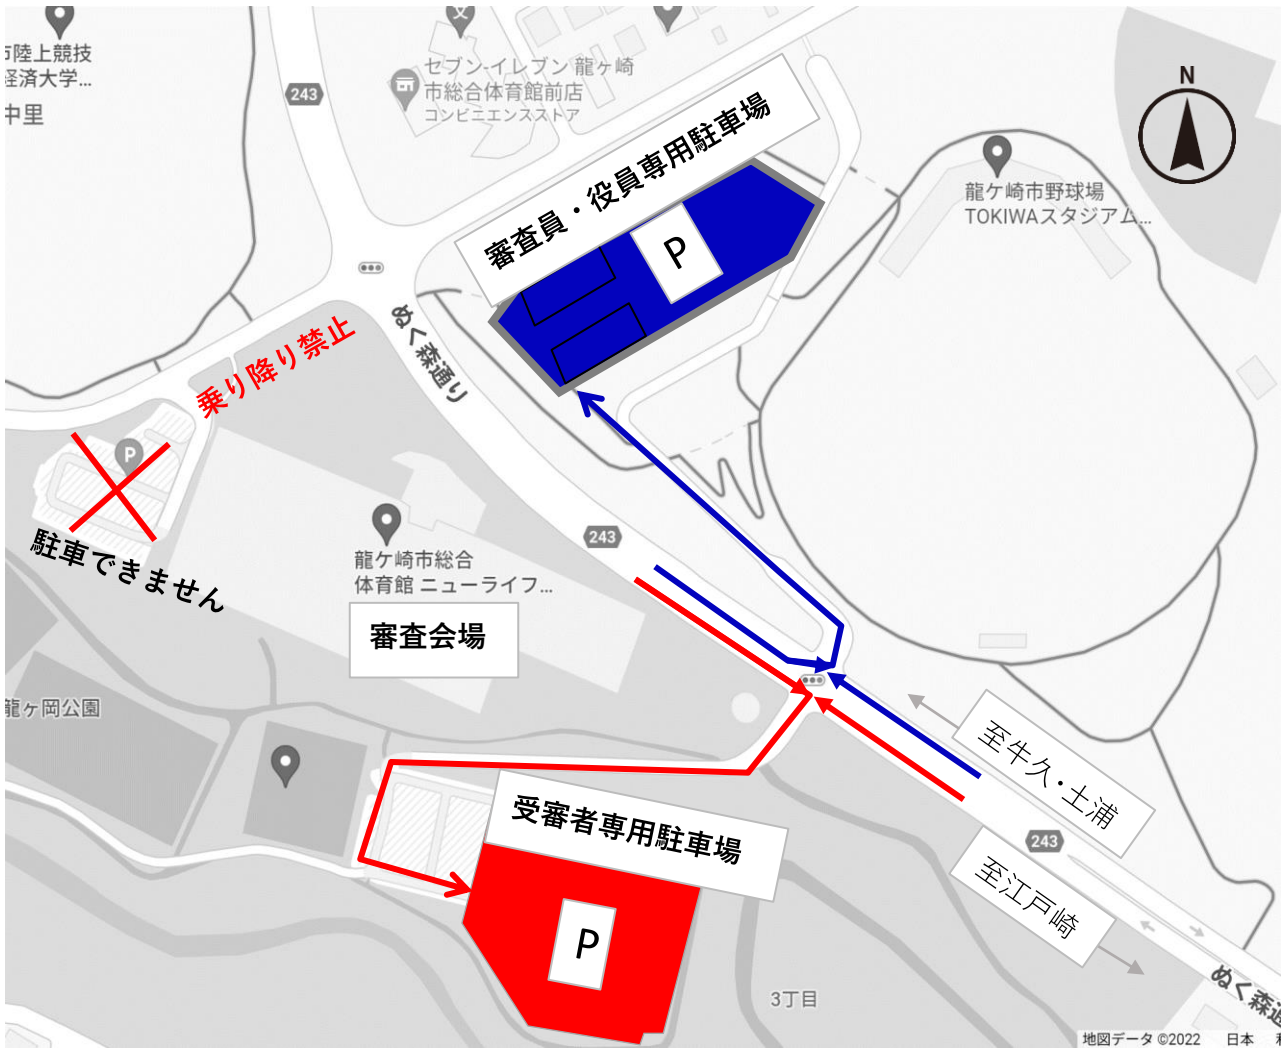 市陸上競技
経済大学...
中里
243
セブン-イレブン 龍ヶ崎
市総合体育館前店
コンビニエンスストア
N
審査員・役員専用駐車場
P
龍ケ崎市野球場
TOKIWAスタジアム...
ぬく森通り
乗り降り禁止
P
駐車できません
243
龍ケ崎市総合
体育館 ニューライフ...
審査会場
龍ヶ岡公園
至牛久・土浦
受審者専用駐車場
243
至江戸崎
P
3丁目
ぬく森通
地図データ ©2022 日本